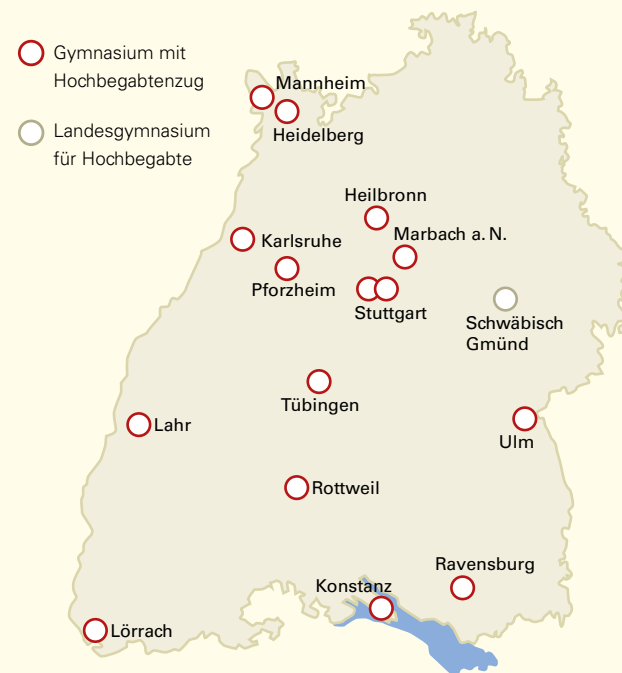 Gymnasium mit
Hochbegabtenzug
Landesgymnasium
für Hochbegabte
Mannheim
Heidelberg
Heilbronn
Marbach a. N.
Karlsruhe
Pforzheim
Stuttgart
Schwäbisch
Gmünd
Tübingen
Lahr
Ulm
Rottweil
Ravensburg
Konstanz
Lörrach